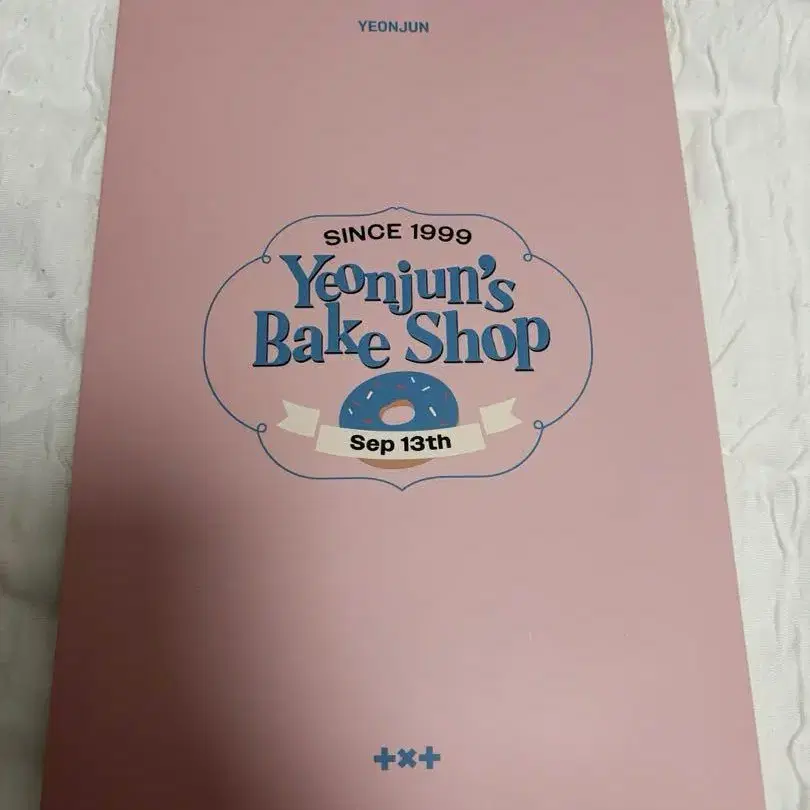 YEONJUN
SINCE 1999
Yeonjun's
Bake Shop
Sep 13th
+×+